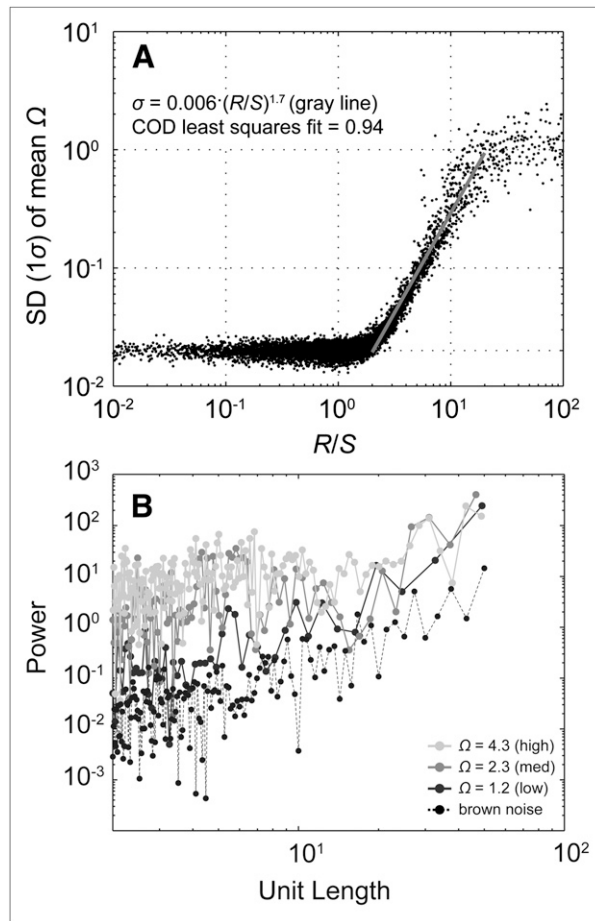 A
σ = 0.006·(R/S)^1.7 (gray line)
COD least squares fit = 0.94
SD (1σ) of mean Ω
10^1
10^0
10^-1
10^-2
10^-2 10^-1 10^0 10^1 10^2
R/S
B
Power
10^3
10^2
10^1
10^0
10^-1
10^-2
10^-3
Ω = 4.3 (high)
Ω = 2.3 (med)
Ω = 1.2 (low)
brown noise
10^1 10^2
Unit Length